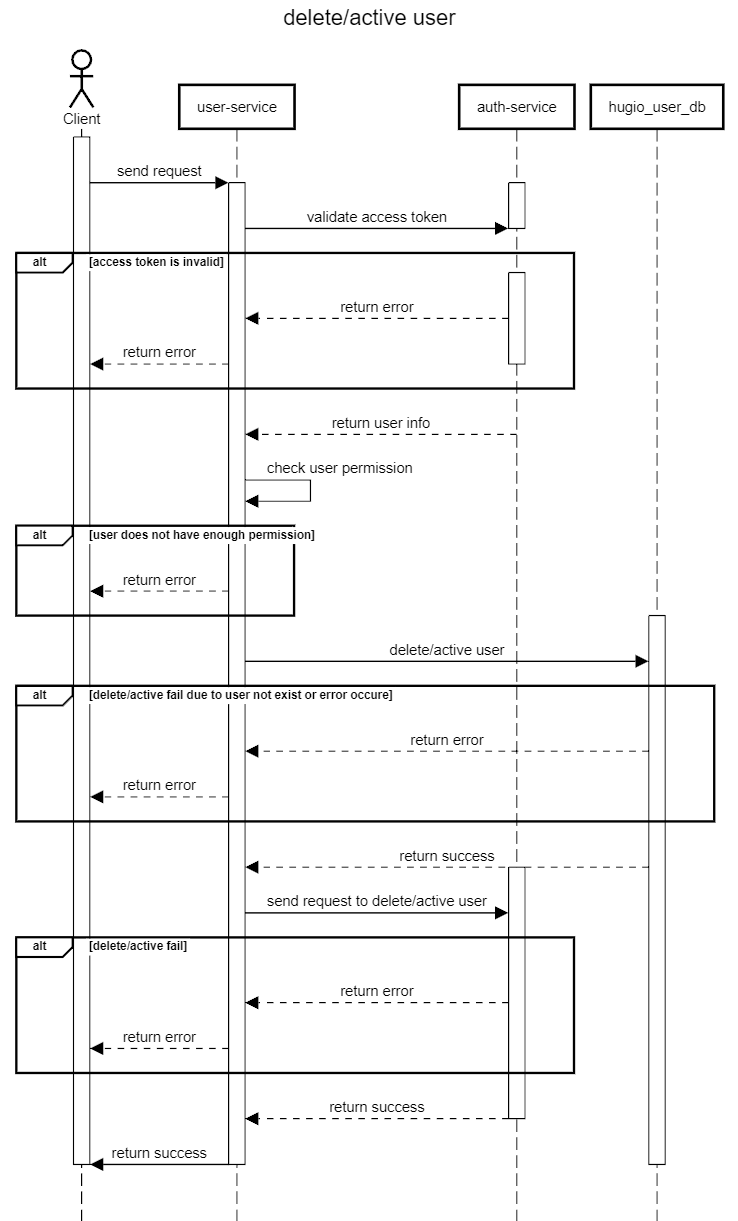 delete/active user
Client
user-service
auth-service
hugio_user_db
send request
validate access token
alt
[access token is invalid]
return error
return error
return user info
check user permission
alt
[user does not have enough permission]
return error
delete/active user
alt
[delete/active fail due to user not exist or error occure]
return error
return error
return success
send request to delete/active user
alt
[delete/active fail]
return error
return error
return success
return success